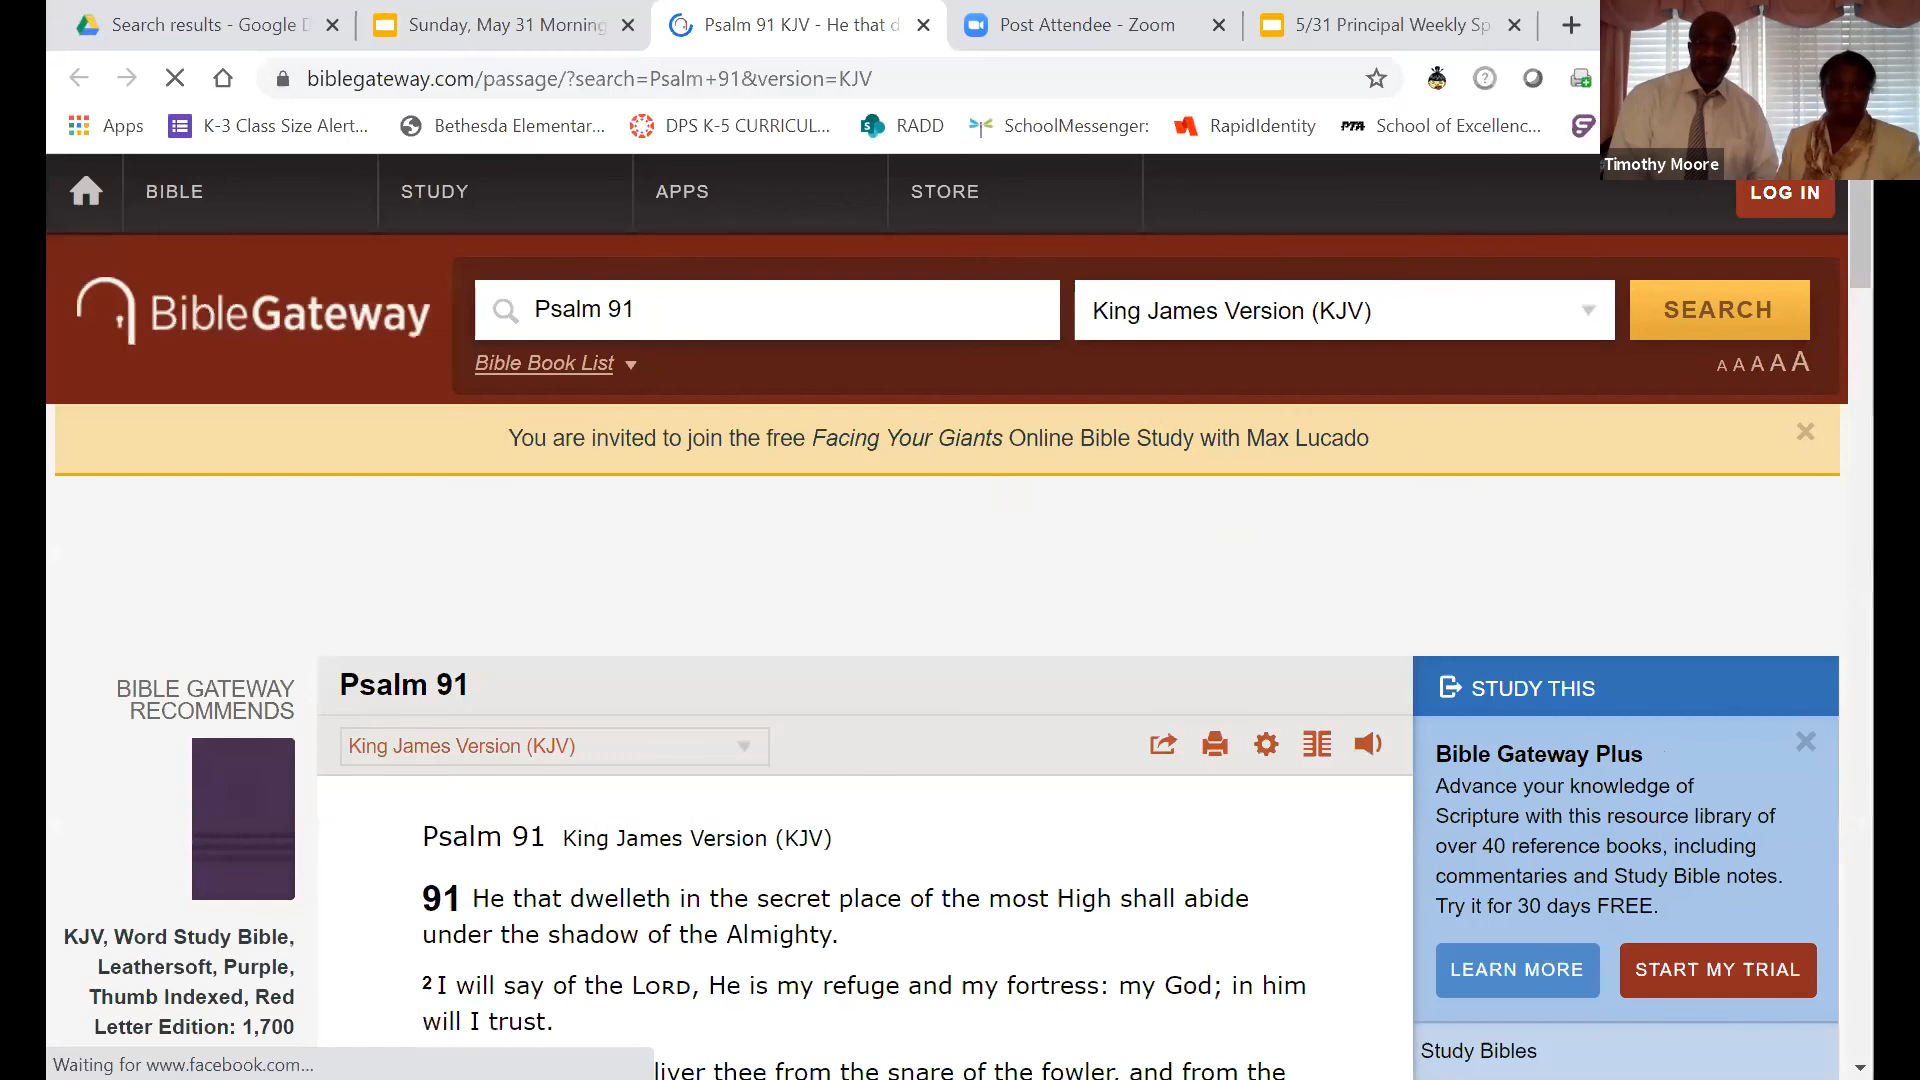 Search results - Google D
Sunday, May 31 Morning
Psalm 91 KJV - He that d
Post Attendee - Zoom
5/31 Principal Weekly Sp
biblegateway.com/passage/?search=Psalm+91&version=KJV
Apps
K-3 Class Size Alert...
Bethesda Elementar...
DPS K-5 CURRICUL...
RADD
SchoolMessenger:
RapidIdentity
PTA
School of Excellenc...
Timothy Moore
BIBLE
STUDY
APPS
STORE
LOG IN
BibleGateway
Psalm 91
King James Version (KJV)
SEARCH
Bible Book List
A A A A A
You are invited to join the free Facing Your Giants Online Bible Study with Max Lucado
BIBLE GATEWAY
RECOMMENDS
KJV, Word Study Bible,
Leathersoft, Purple,
Thumb Indexed, Red
Letter Edition: 1,700
Psalm 91
King James Version (KJV)
Psalm 91 King James Version (KJV)
91 He that dwelleth in the secret place of the most High shall abide
under the shadow of the Almighty.
2 I will say of the LORD, He is my refuge and my fortress: my God; in him
will I trust.
liver thee from the snare of the fowler, and from the
STUDY THIS
Bible Gateway Plus
Advance your knowledge of
Scripture with this resource library of
over 40 reference books, including
commentaries and Study Bible notes.
Try it for 30 days FREE.
LEARN MORE
START MY TRIAL
Study Bibles
Waiting for www.facebook.com...